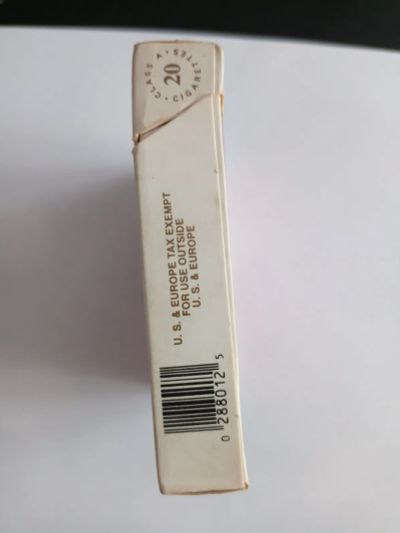 CLASS A • 20 • CIGARETTES
U. S. & EUROPE TAX EXEMPT
FOR USE OUTSIDE
U. S. & EUROPE
0 288012 5